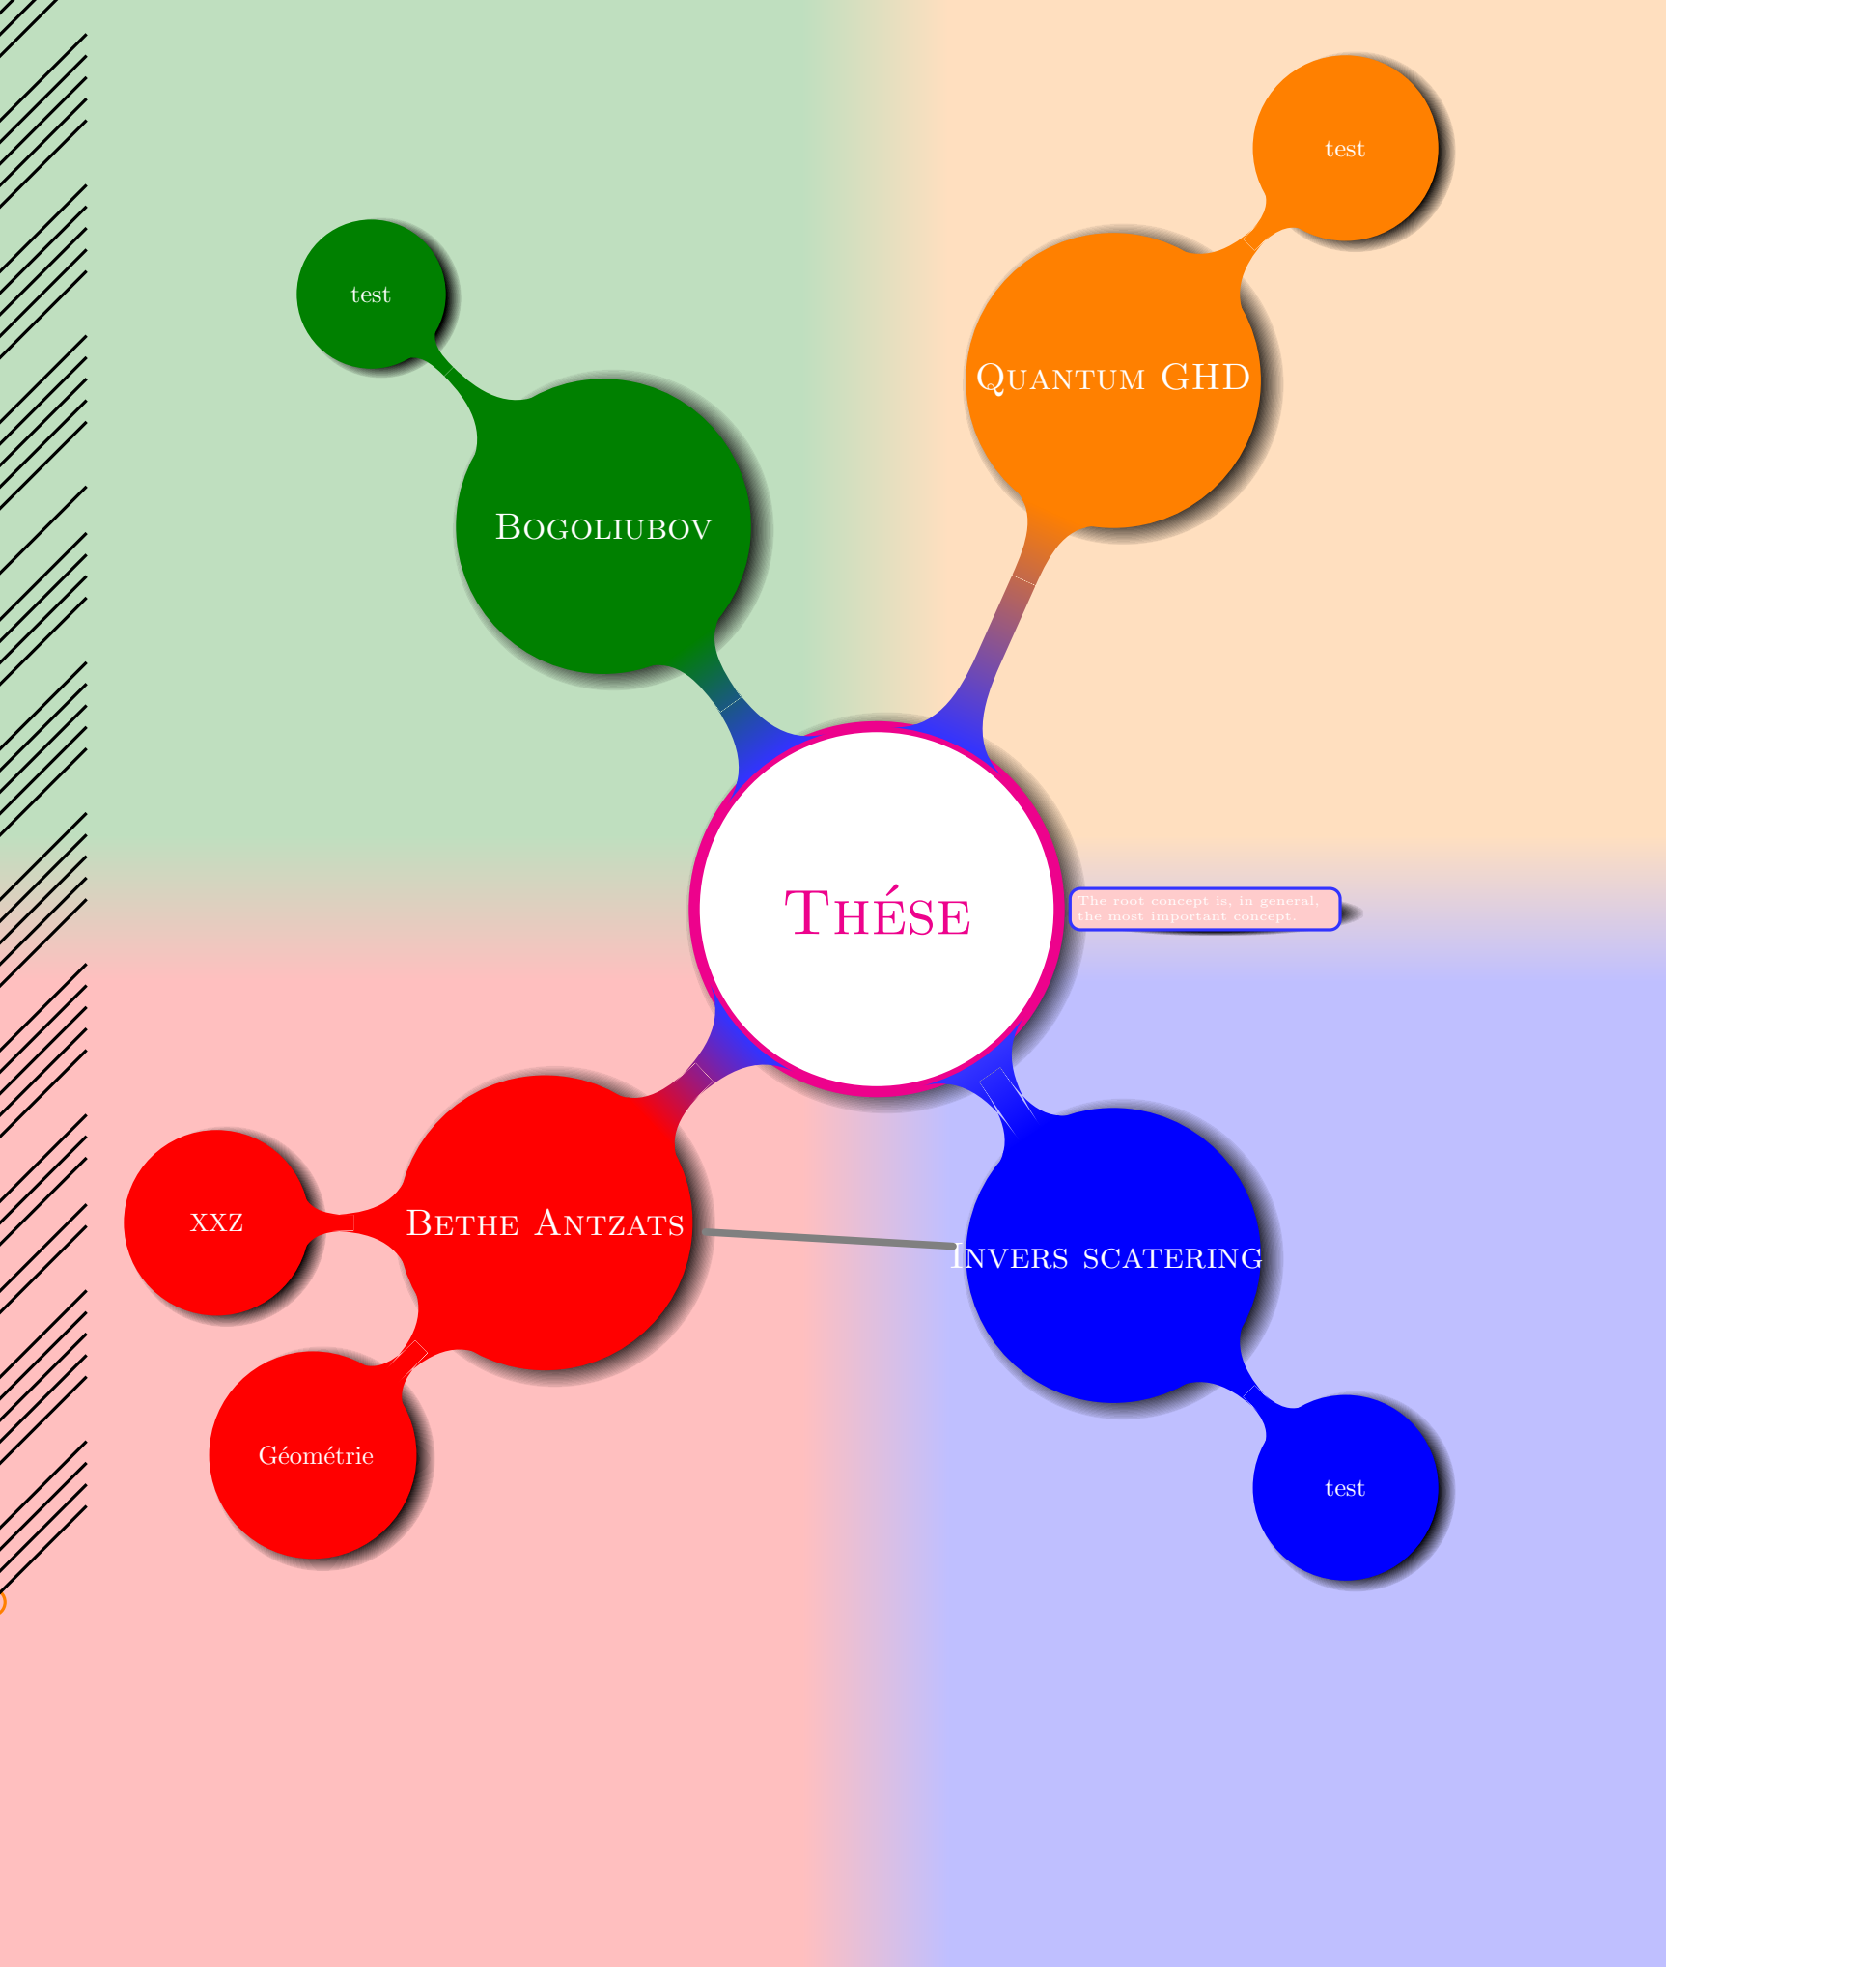 test
test
Quantum GHD
Bogoliubov
Thése
The root concept is, in general,
the most important concept.
xxz
Bethe Antzats
Invers scatering
Géométrie
test